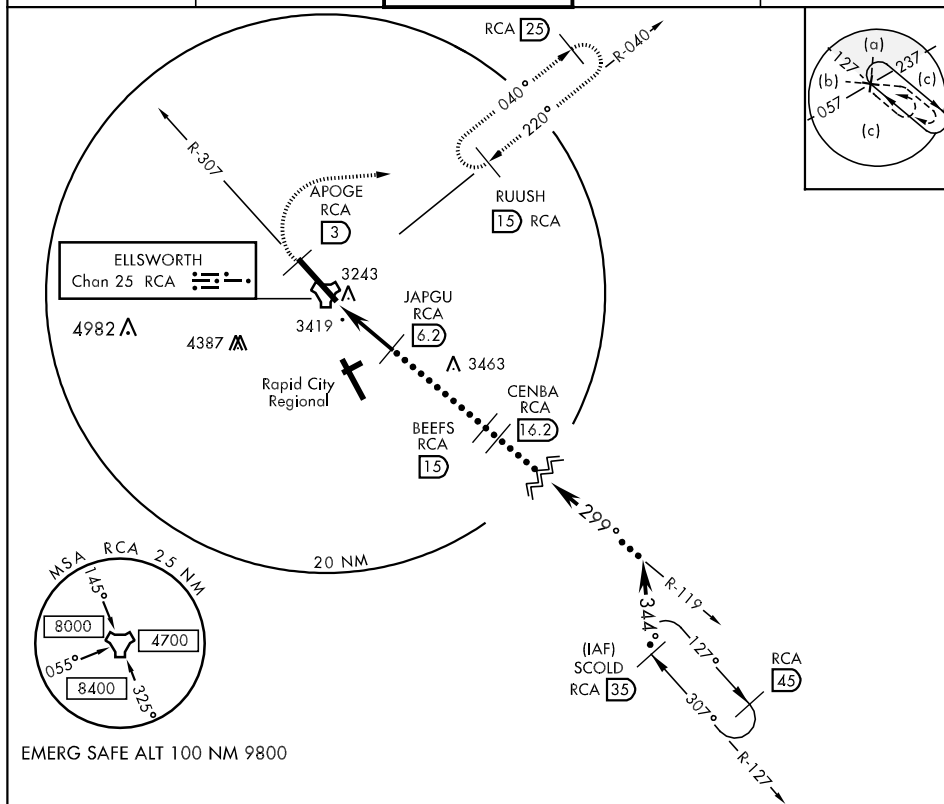 RCA 25
R-040
040°
220°
RUUSH
15 RCA
(a)
127
237
(b)
(c)
057
(c)
R-307
APOGE
RCA
3
ELLSWORTH
Chan 25 RCA
3243
3419
4982
4387
JAPGU
RCA
6.2
3463
Rapid City
Regional
CENBA
RCA
16.2
BEEFS
RCA
15
20 NM
299°
R-119
344°
127°
(IAF)
SCOLD
RCA 35
307°
RCA
45
R-127
MSA RCA 25 NM
145°
8000
4700
055°
8400
325°
EMERG SAFE ALT 100 NM 9800